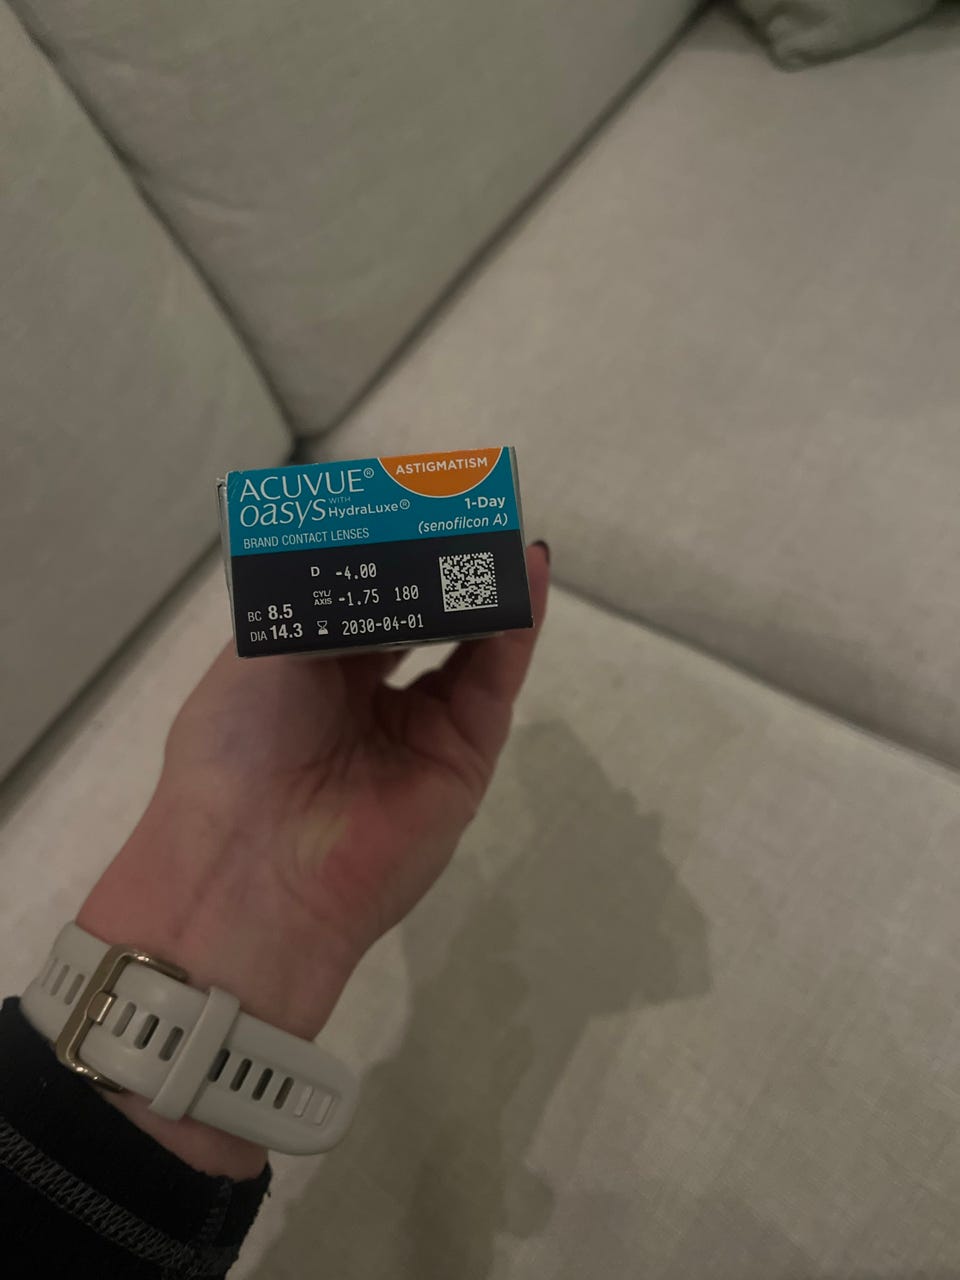 ACUVUE® ASTIGMATISM
oasys WITH HydraLuxe® 1-Day
BRAND CONTACT LENSES (senofilcon A)
D -4.00
BC 8.5 CYL/AXIS -1.75 180
DIA 14.3 2030-04-01